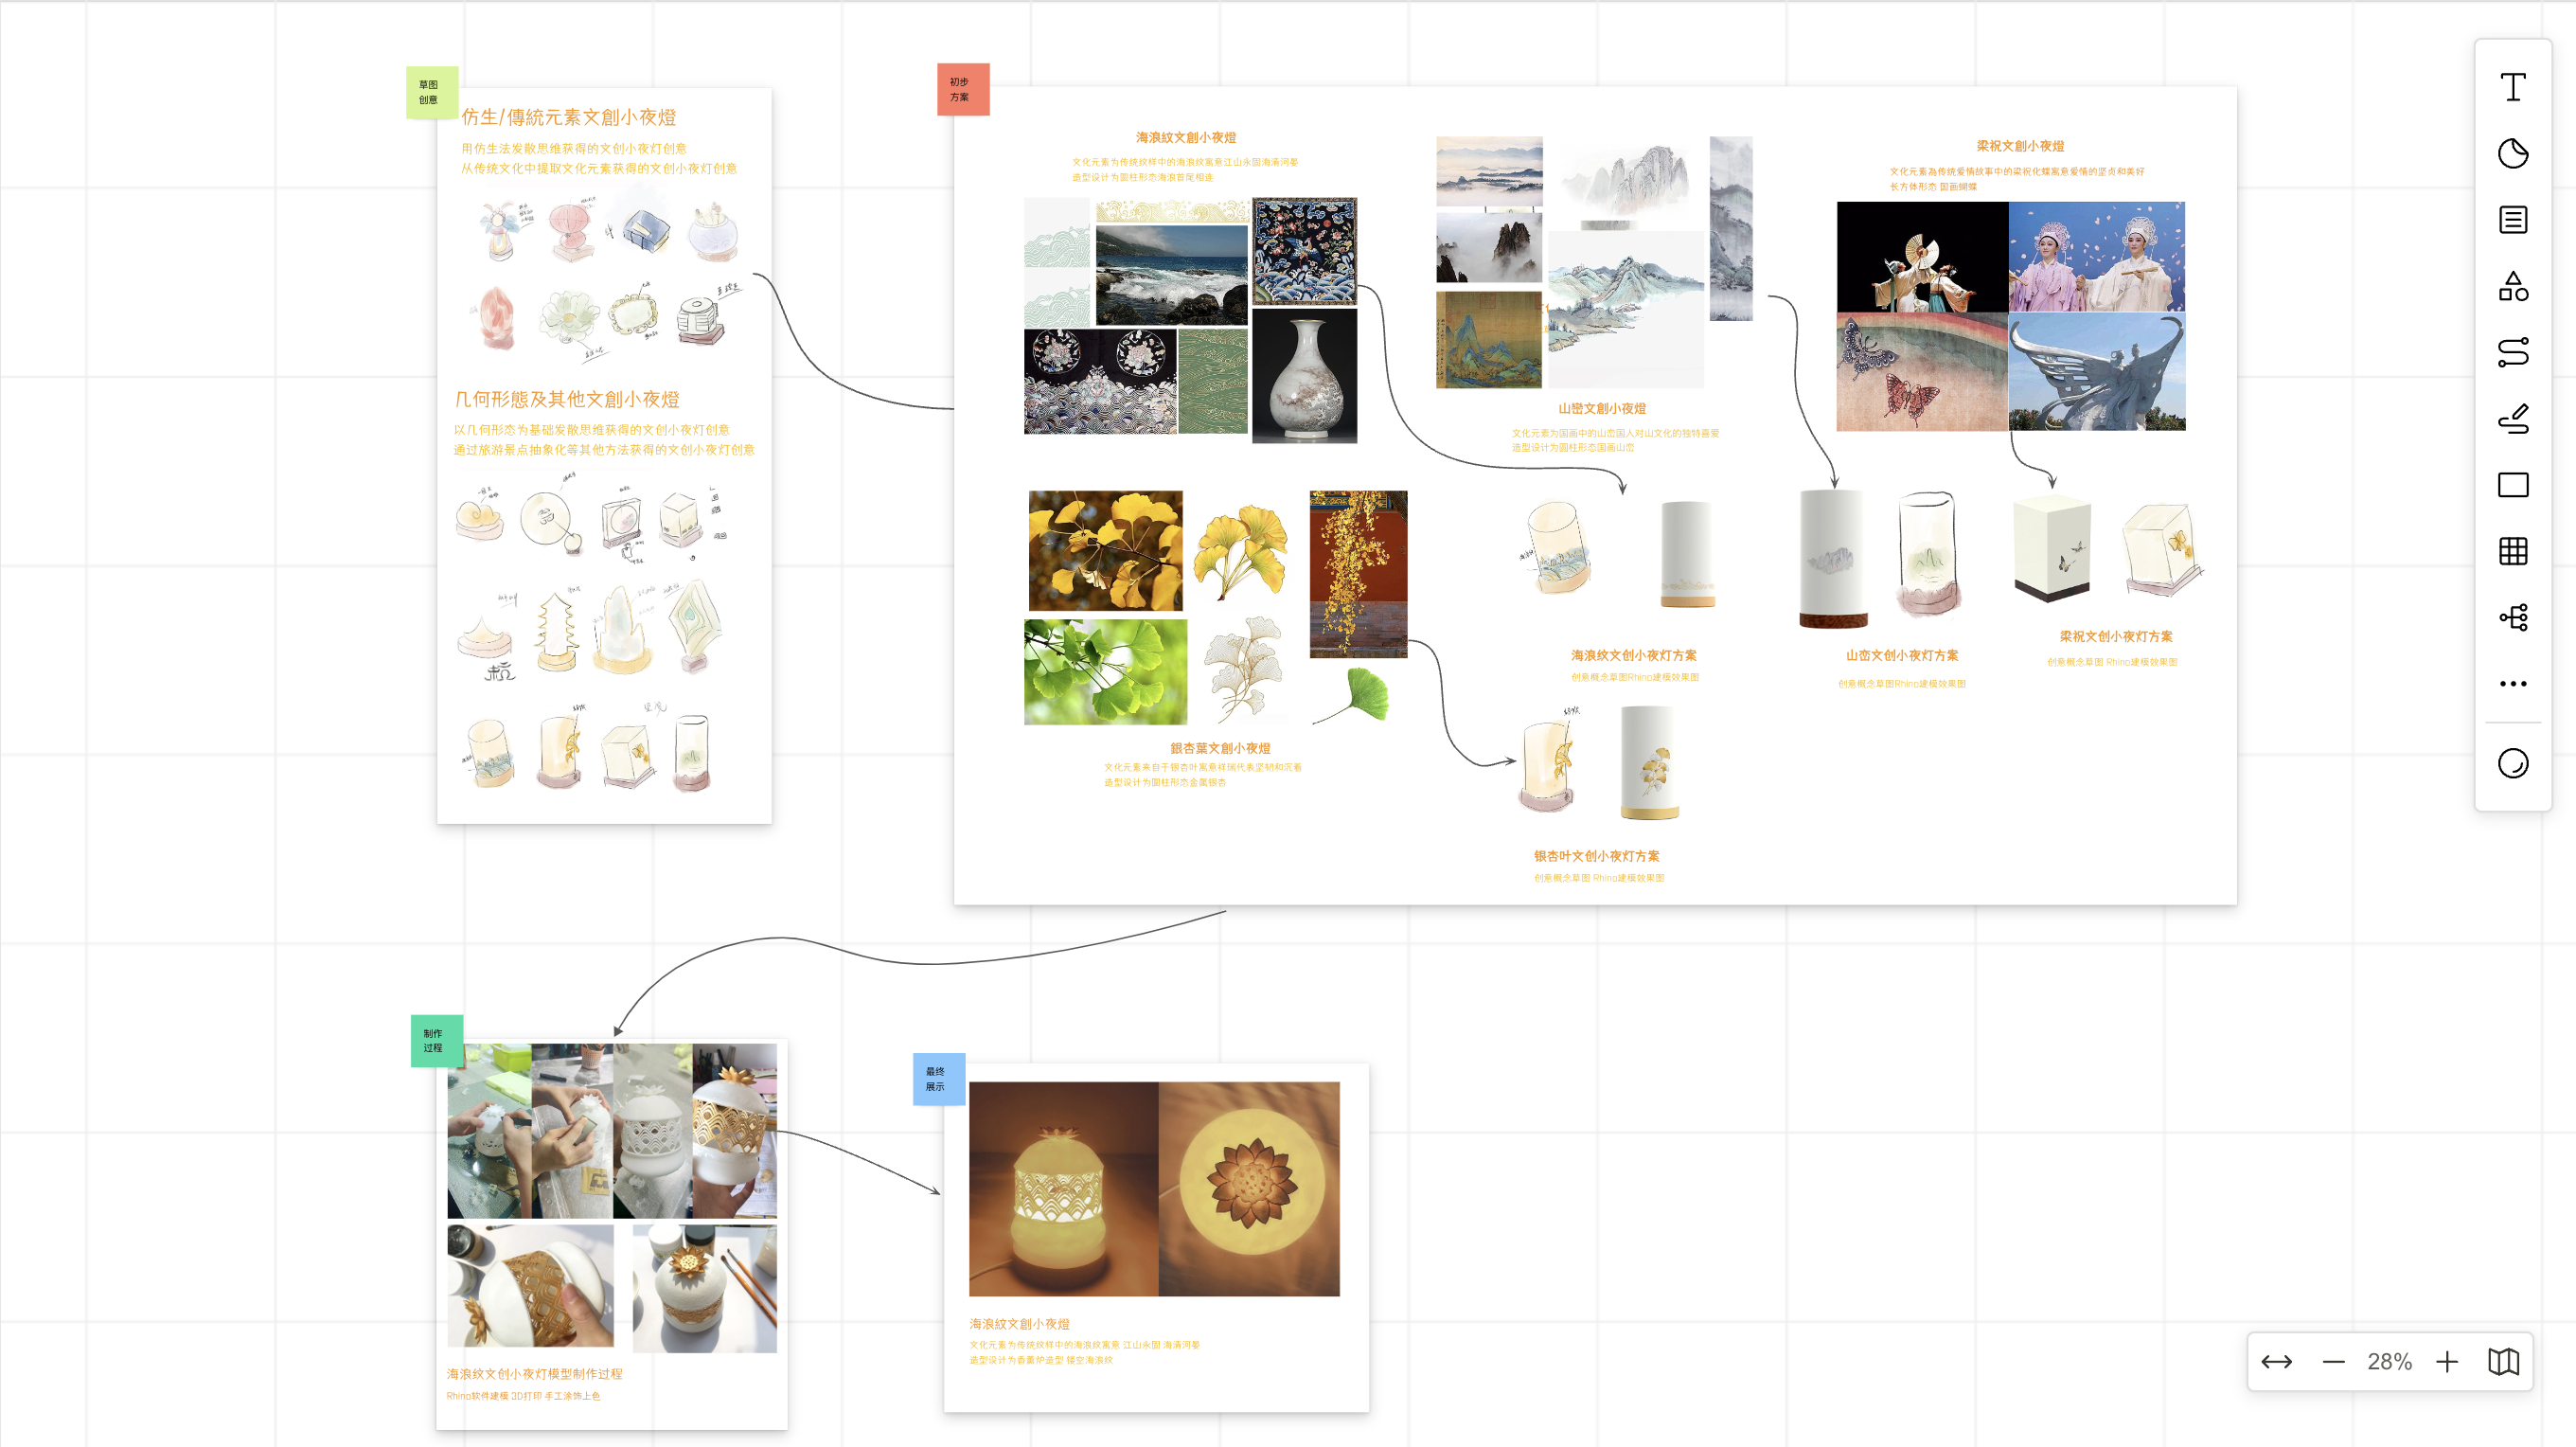 草图
创意
仿生/傳統元素文創小夜燈
用仿生法发散思维获得的文创小夜灯创意
从传统文化中提取文化元素获得的文创小夜灯创意
几何形態及其他文創小夜燈
以几何形态为基础发散思维获得的文创小夜灯创意
通过旅游景点抽象化等其他方法获得的文创小夜灯创意
杭
初步
方案
海浪紋文創小夜燈
文化元素为传统纹样中的海浪纹寓意江山永固海清河晏
造型设计为圆柱形态海浪首尾相连
山巒文創小夜燈
文化元素为国画中的山峦国人对山文化的独特喜爱
造型设计为圆柱形态国画山峦
梁祝文創小夜燈
文化元素為传统爱情故事中的梁祝化蝶寓意爱情的坚贞和美好
长方体形态 国画蝴蝶
銀杏葉文創小夜燈
文化元素来自于银杏叶寓意祥瑞代表坚韧和沉着
造型设计为圆柱形态金属银杏
海浪纹文创小夜灯方案
创意概念草图Rhino建模效果图
山峦文创小夜灯方案
创意概念草图Rhino建模效果图
梁祝文创小夜灯方案
创意概念草图 Rhino建模效果图
银杏叶文创小夜灯方案
创意概念草图 Rhino建模效果图
制作
过程
海浪纹文创小夜灯模型制作过程
Rhino软件建模 3D打印 手工涂饰上色
最终
展示
海浪紋文創小夜燈
文化元素为传统纹样中的海浪纹寓意 江山永固 海清河晏
造型设计为香薰炉造型 镂空海浪纹
28%